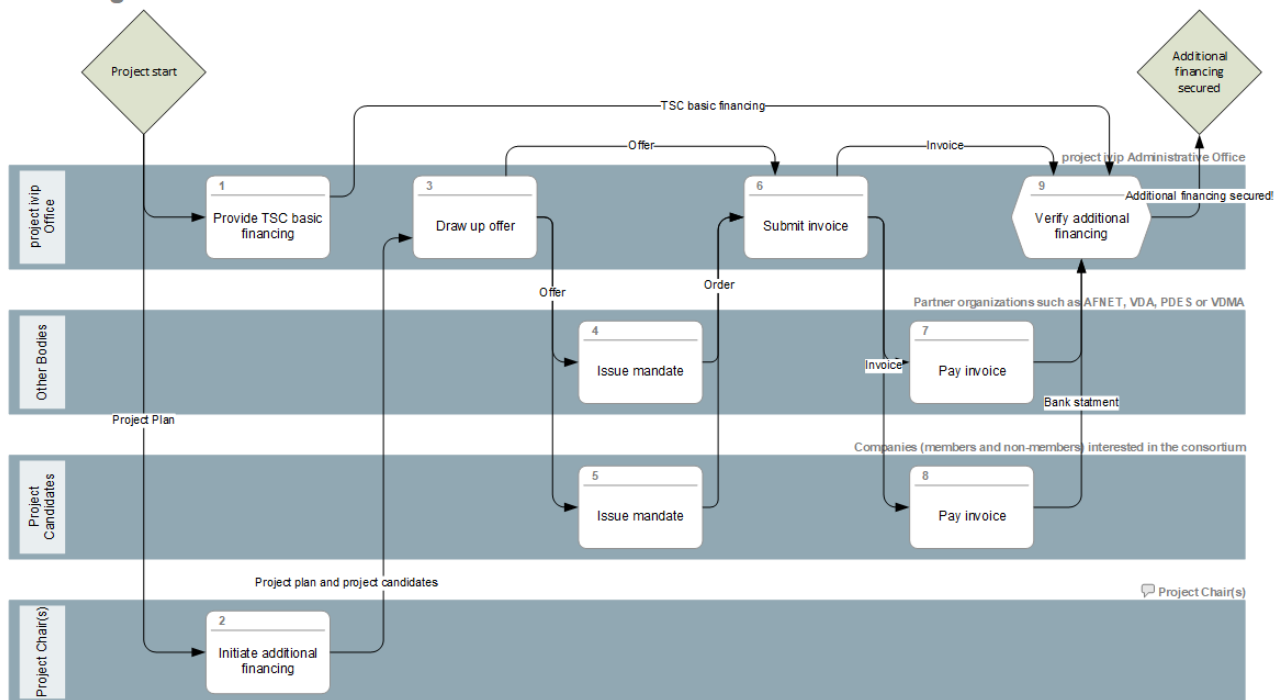 Project start
Additional
financing
secured
TSC basic financing
Offer
Invoice
project ivip Administrative Office
project ivip
Office
1
Provide TSC basic
financing
3
Draw up offer
6
Submit invoice
9
Verify additional
financing
Additional financing secured!
Offer
Order
Partner organizations such as AFNET, VDA, PDES or VDMA
Other Bodies
4
Issue mandate
7
Pay invoice
Invoice
Bank statment
Project Plan
Companies (members and non-members) interested in the consortium
Project
Candidates
5
Issue mandate
8
Pay invoice
Project plan and project candidates
Project Chair(s)
Project Chair(s)
2
Initiate additional
financing